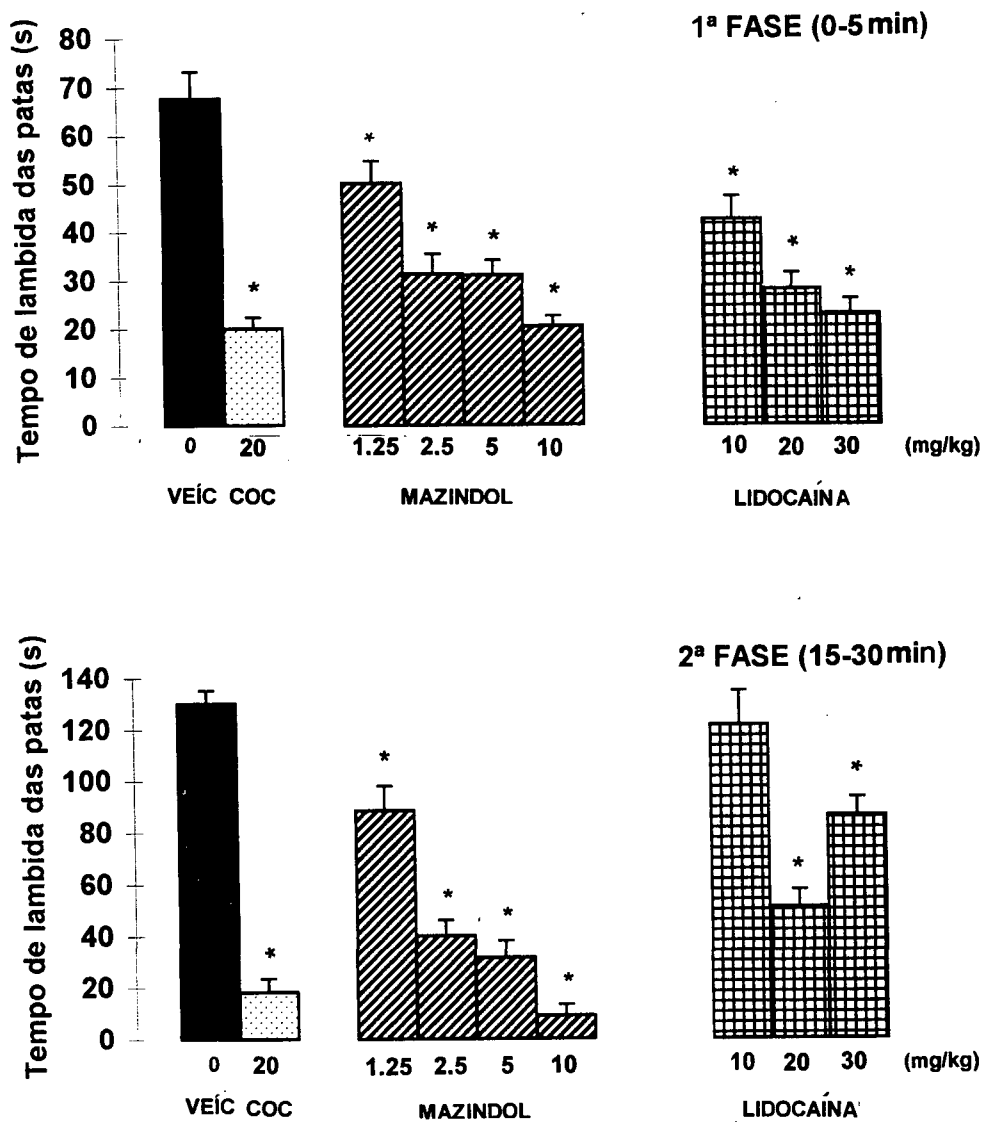 1ª FASE (0-5 min)
Tempo de lambida das patas (s)
80
70
60
50
40
30
20
10
0
* * * * * * * *
0 20 1.25 2.5 5 10 10 20 30 (mg/kg)
VEÍC COC MAZINDOL LIDOCAÍNA
2ª FASE (15-30 min)
Tempo de lambida das patas (s)
140
120
100
80
60
40
20
0
* * * * * * *
0 20 1.25 2.5 5 10 10 20 30 (mg/kg)
VEÍC COC MAZINDOL LIDOCAÍNA